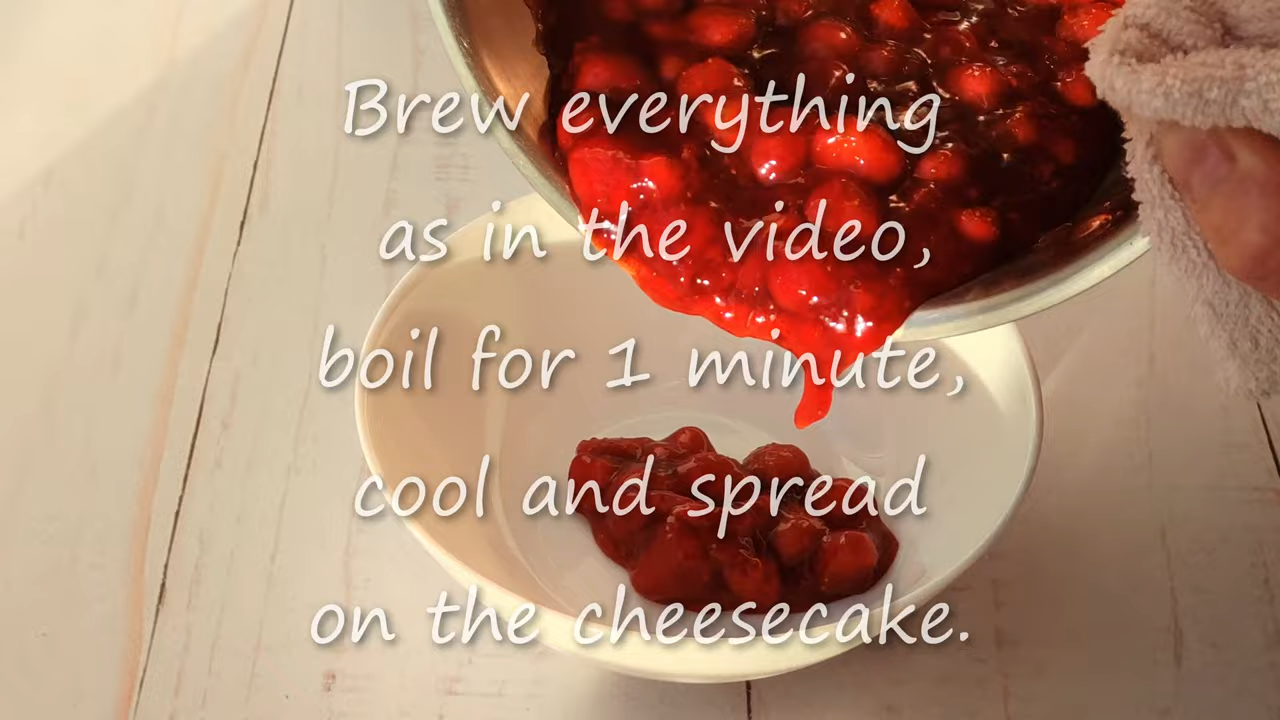 Brew everything
as in the video,
boil for 1 minute,
cool and spread
on the cheesecake.